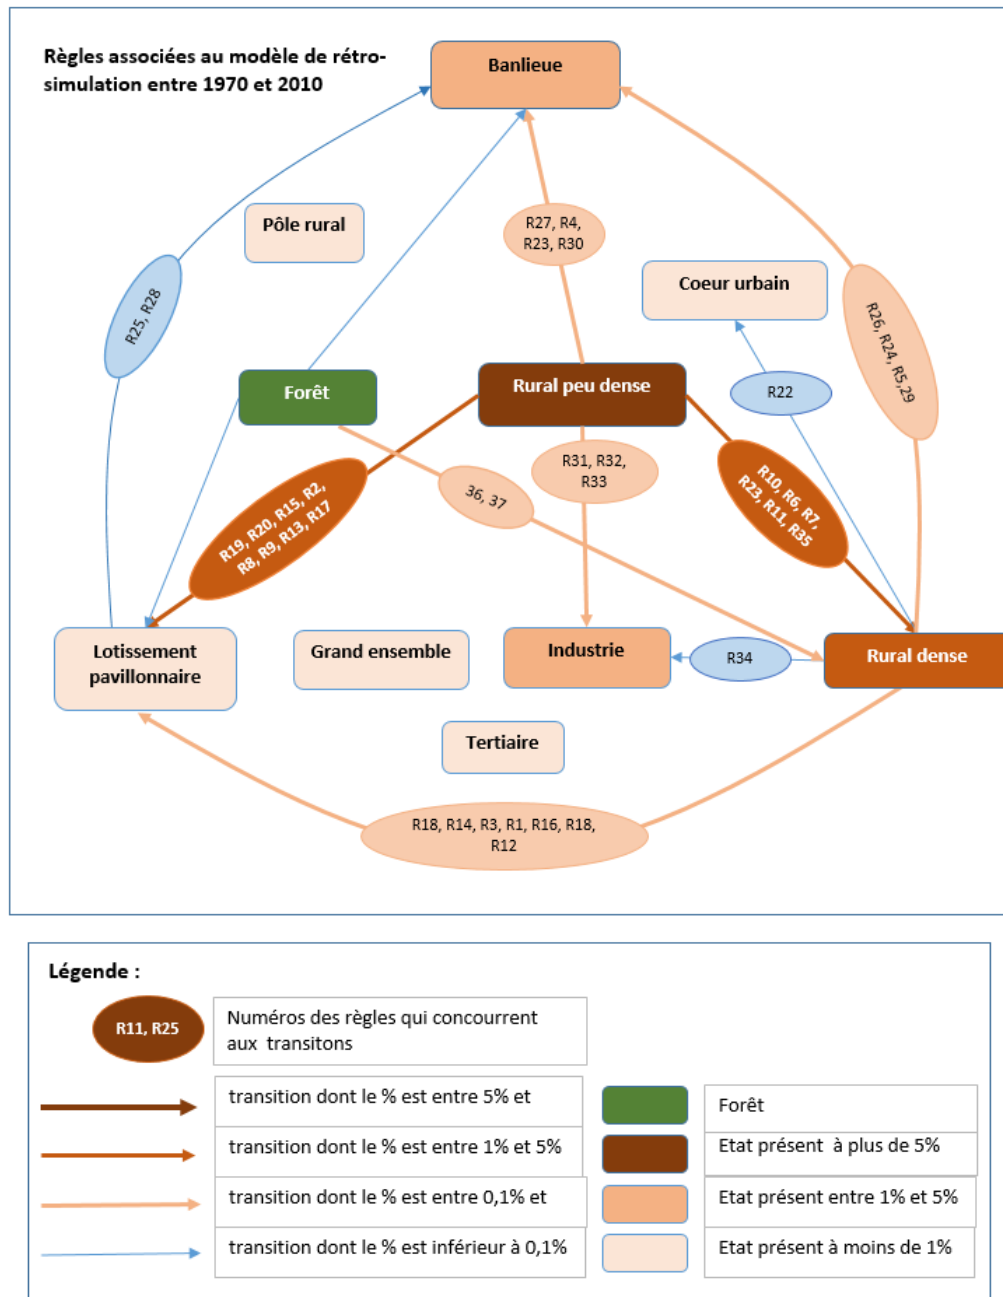 Règles associées au modèle de rétro-
simulation entre 1970 et 2010
Banlieue
Pôle rural
R27, R4,
R23, R30
Coeur urbain
R25, R28
R26, R24, R5,29
Forêt
Rural peu dense
R22
R31, R32,
R33
R10, R6, R7,
R23, R11, R35
36, 37
R19, R20, R15, R2,
R8, R9, R13, R17
Lotissement
pavillonnaire
Grand ensemble
Industrie
R34
Rural dense
Tertiaire
R18, R14, R3, R1, R16, R18,
R12
Légende :
R11, R25
Numéros des règles qui concourrent
aux transitons
transition dont le % est entre 5% et
Forêt
transition dont le % est entre 1% et 5%
Etat présent à plus de 5%
transition dont le % est entre 0,1% et
Etat présent entre 1% et 5%
transition dont le % est inférieur à 0,1%
Etat présent à moins de 1%